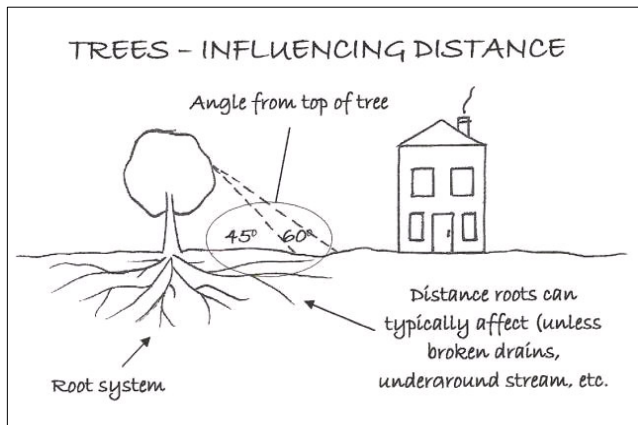 TREES – INFLUENCING DISTANCE
Angle from top of tree
45° 60°
Distance roots can
typically affect (unless
broken drains,
underaround stream, etc.
Root system